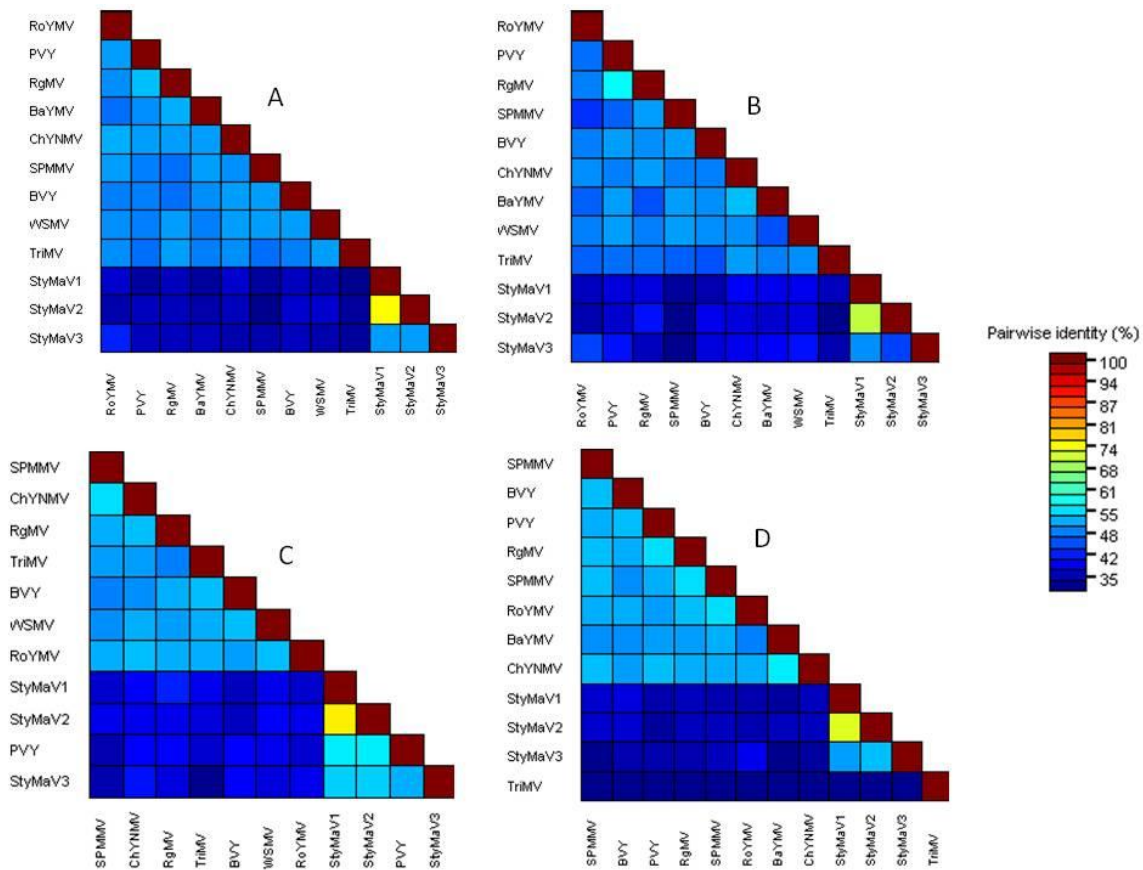 RoYMV
PVY
RgMV
BaYMV
ChYNMV
SPMMV
BVY
WSMV
TriMV
StyMaV1
StyMaV2
StyMaV3
A
RoYMV
PVY
RgMV
BaYMV
ChYNMV
SPMMV
BVY
WSMV
TriMV
StyMaV1
StyMaV2
StyMaV3
RoYMV
PVY
RgMV
SPMMV
BVY
ChYNMV
BaYMV
WSMV
TriMV
StyMaV1
StyMaV2
StyMaV3
B
RoYMV
PVY
RgMV
SPMMV
BVY
ChYNMV
BaYMV
WSMV
TriMV
StyMaV1
StyMaV2
StyMaV3
Pairwise identity (%)
100
94
87
81
74
68
61
55
48
42
35
SPMMV
ChYNMV
RgMV
TriMV
BVY
WSMV
RoYMV
StyMaV1
StyMaV2
PVY
StyMaV3
C
SPMMV
ChYNMV
RgMV
TriMV
BVY
WSMV
RoYMV
StyMaV1
StyMaV2
PVY
StyMaV3
SPMMV
BVY
PVY
RgMV
SPMMV
RoYMV
BaYMV
ChYNMV
StyMaV1
StyMaV2
StyMaV3
TriMV
D
SPMMV
BVY
PVY
RgMV
SPMMV
RoYMV
BaYMV
ChYNMV
StyMaV1
StyMaV2
StyMaV3
TriMV